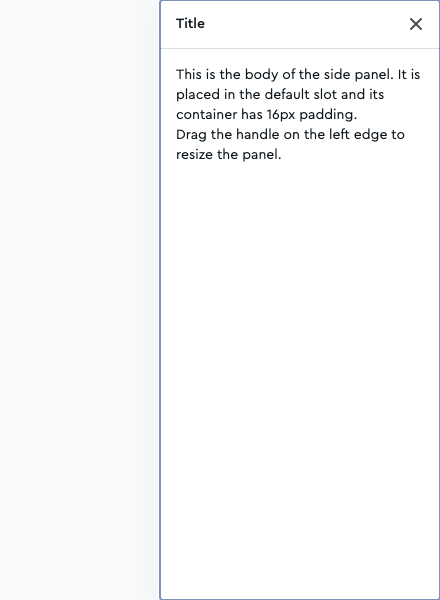 Title
This is the body of the side panel. It is
placed in the default slot and its
container has 16px padding.
Drag the handle on the left edge to
resize the panel.